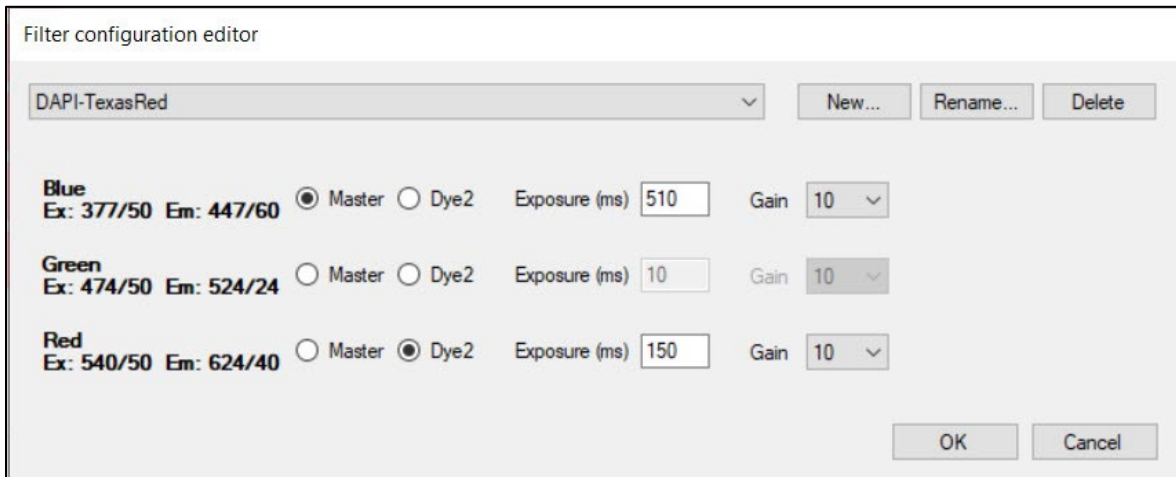 Filter configuration editor
DAPI-TexasRed New... Rename... Delete
Blue
Ex: 377/50 Em: 447/60 Master Dye2 Exposure (ms) 510 Gain 10
Green
Ex: 474/50 Em: 524/24 Master Dye2 Exposure (ms) 10 Gain 10
Red
Ex: 540/50 Em: 624/40 Master Dye2 Exposure (ms) 150 Gain 10
OK Cancel